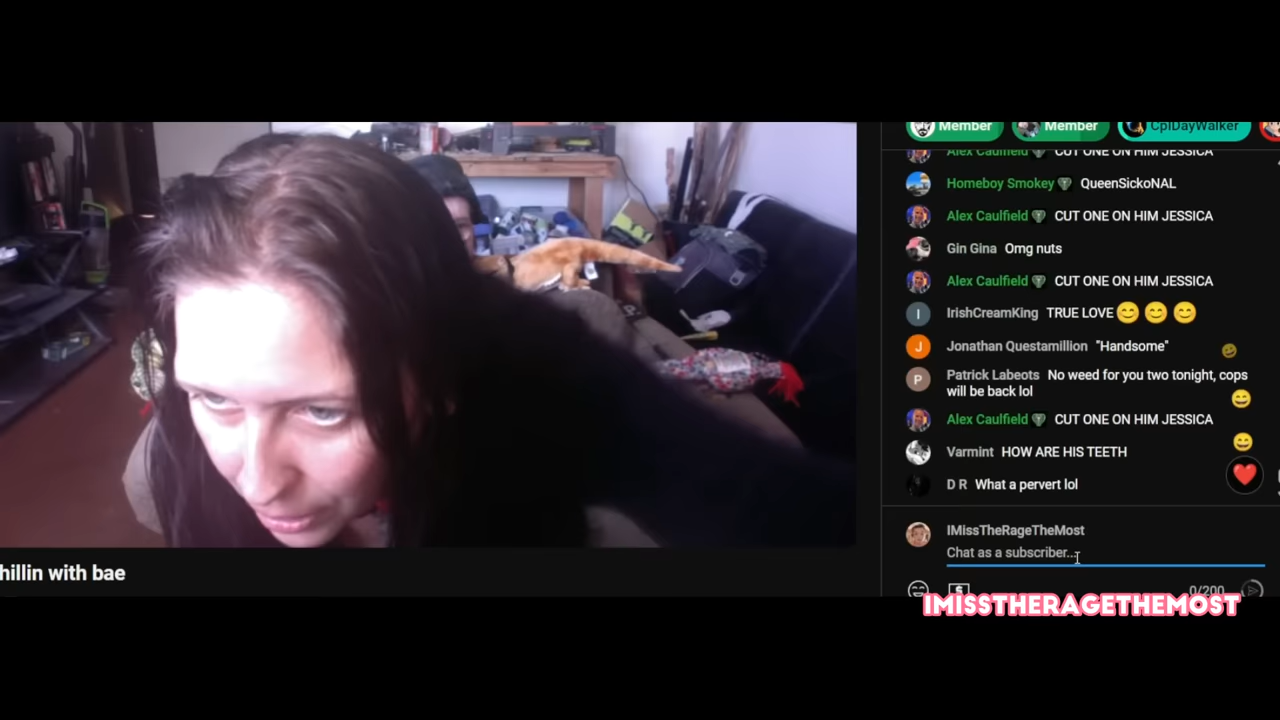 Member
Member
CplDayWalker
Alex Caulfield CUT ONE ON HIM JESSICA
Homeboy Smokey QueenSickoNAL
Alex Caulfield CUT ONE ON HIM JESSICA
Gin Gina Omg nuts
Alex Caulfield CUT ONE ON HIM JESSICA
I IrishCreamKing TRUE LOVE
J Jonathan Questamillion "Handsome"
P Patrick Labeots No weed for you two tonight, cops
will be back lol
Alex Caulfield CUT ONE ON HIM JESSICA
Varmint HOW ARE HIS TEETH
D R What a pervert lol
IMissTheRageTheMost
Chat as a subscriber...
hillin with bae
0/200
IMISSTHERAGETHEMOST